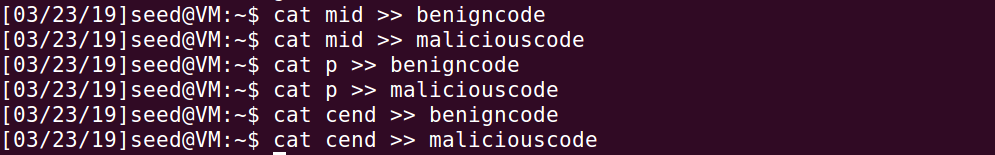 [03/23/19]seed@VM:~$ cat mid >> benigncode
[03/23/19]seed@VM:~$ cat mid >> maliciouscode
[03/23/19]seed@VM:~$ cat p >> benigncode
[03/23/19]seed@VM:~$ cat p >> maliciouscode
[03/23/19]seed@VM:~$ cat cend >> benigncode
[03/23/19]seed@VM:~$ cat cend >> maliciouscode